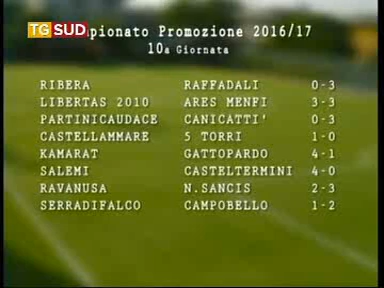 TG SUD
mpionato Promozione 2016/17
10a Giornata
RIBERA RAFFADALI 0-3
LIBERTAS 2010 ARES MENFI 3-3
PARTINICAUDACE CANICATTI' 0-3
CASTELLAMMARE 5 TORRI 1-0
KAMARAT GATTOPARDO 4-1
SALEMI CASTELTERMINI 4-0
RAVANUSA N.SANCIS 2-3
SERRADIFALCO CAMPOBELLO 1-2